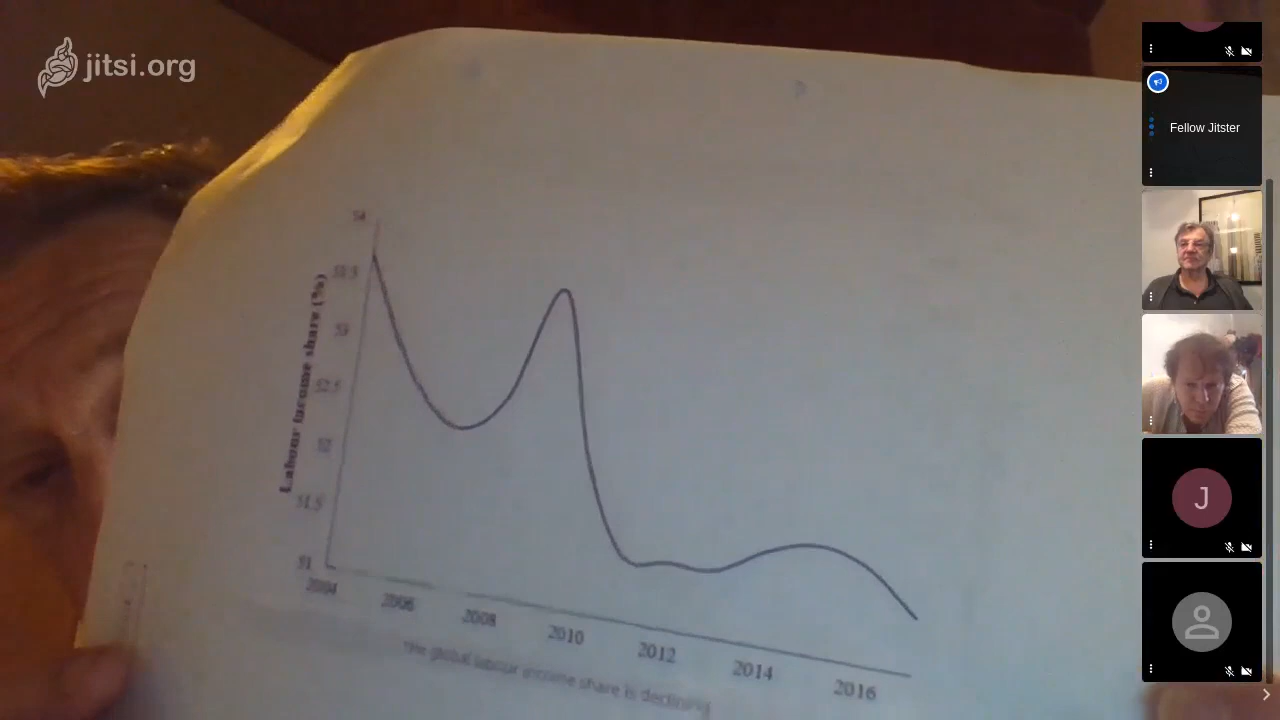 jitsi.org
Fellow Jitster
54
53.5
53
52.5
52
51.5
51
Labour income share (%)
2004
2006
2008
2010
2012
2014
2016
The global labour income share is declining
J